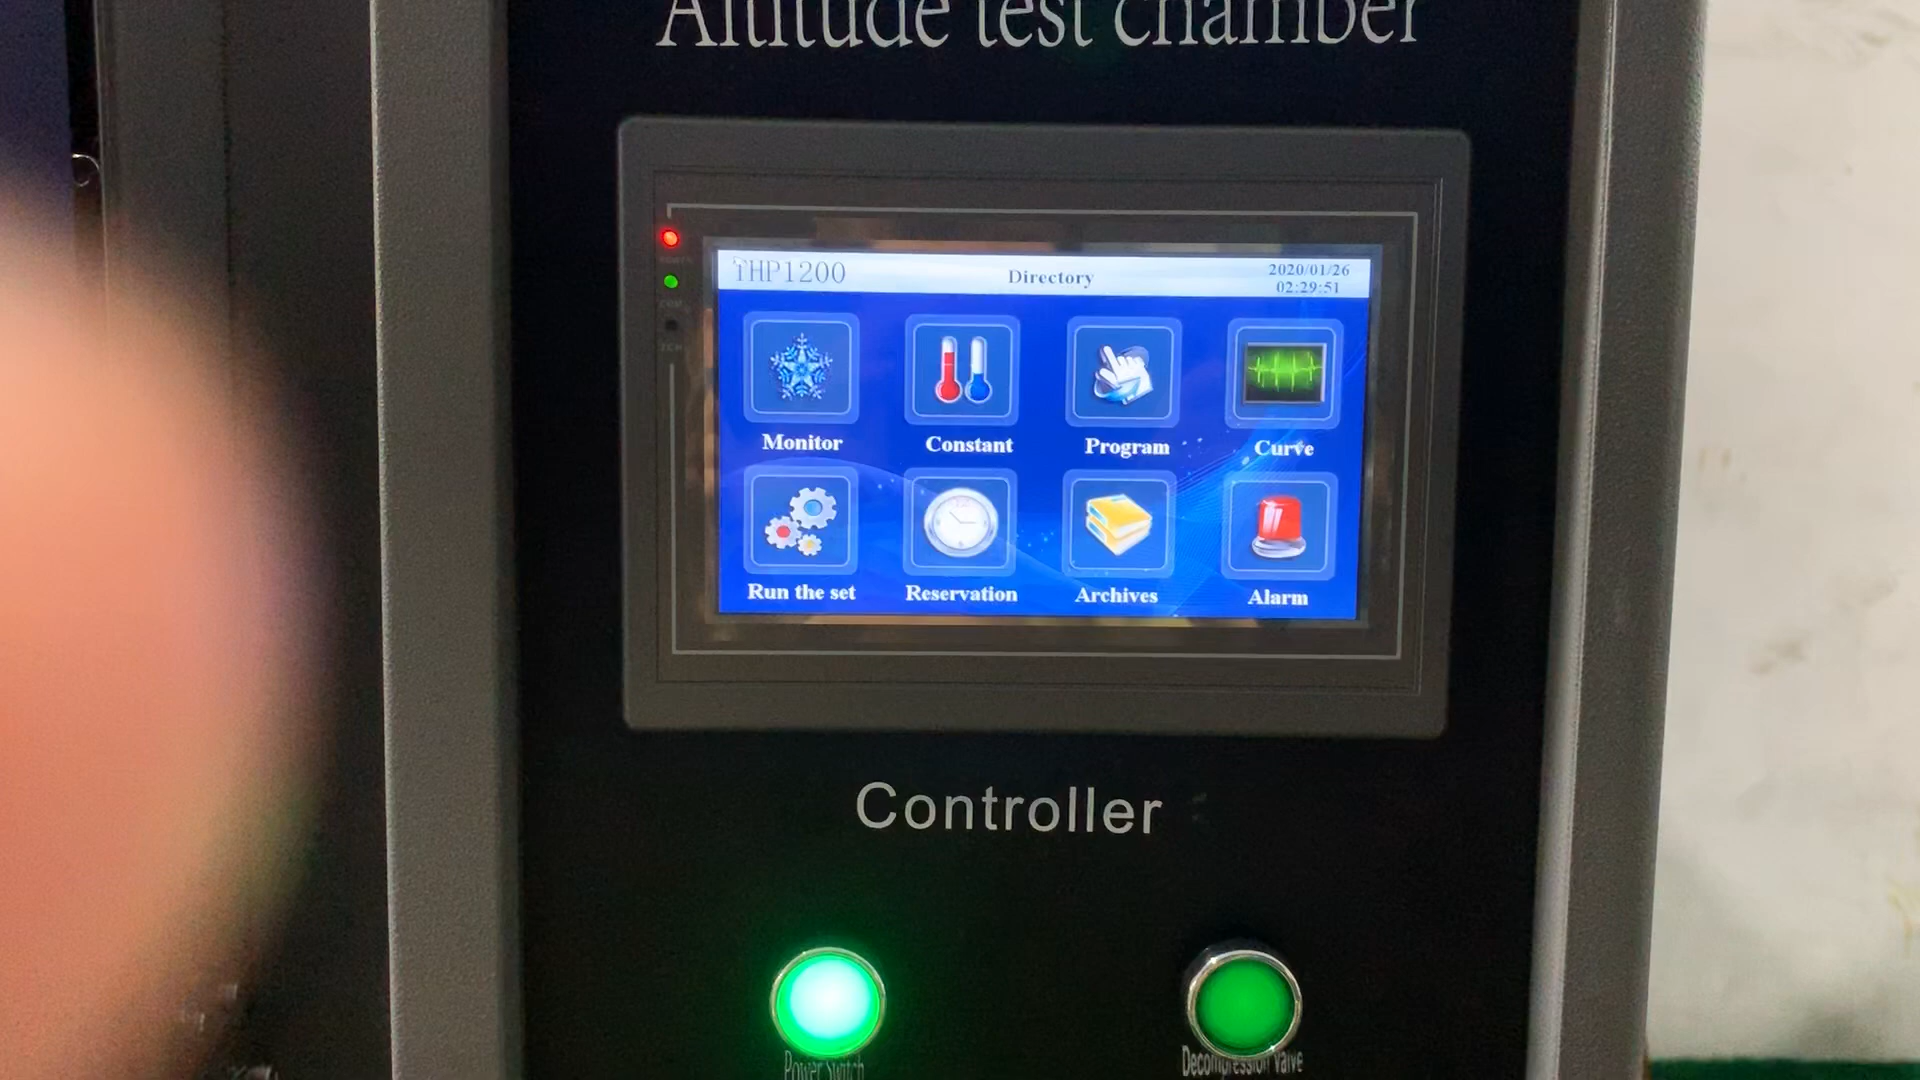 Altitude test chamber
THP1200
Directory
2020/01/26
02:29:51
Monitor
Constant
Program
Curve
Run the set
Reservation
Archives
Alarm
Controller
Power Switch
Decompression valve